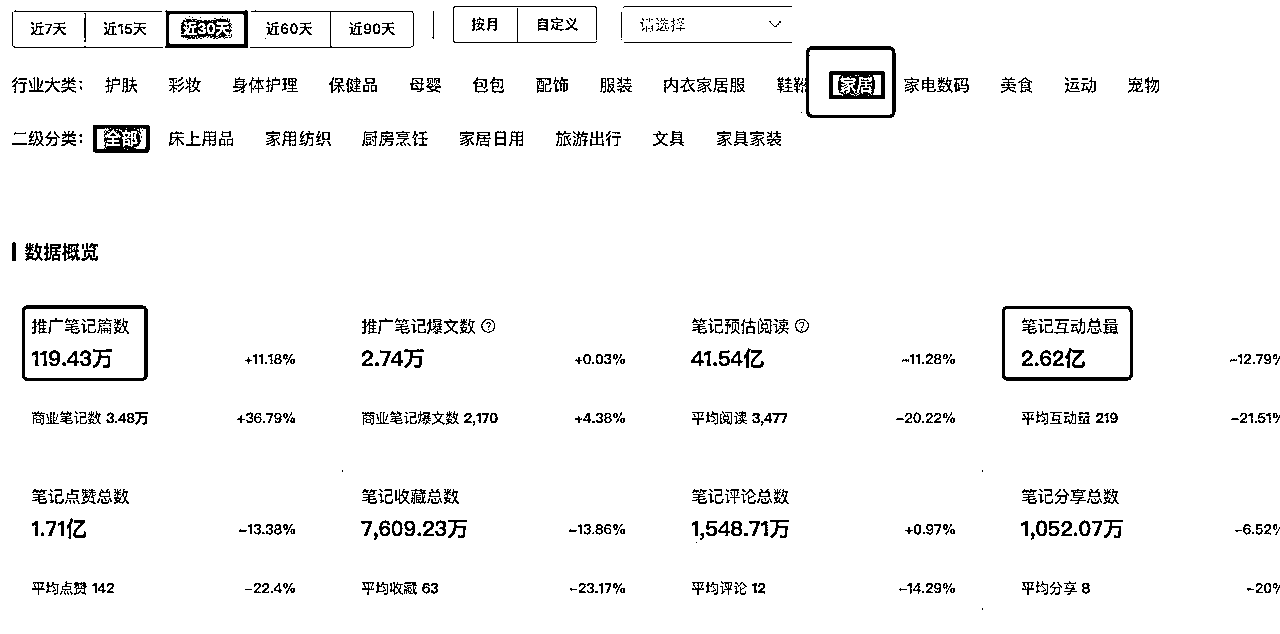 近7天 近15天 近30天 近60天 近90天 按月 自定义 请选择
行业大类: 护肤 彩妆 身体护理 保健品 母婴 包包 配饰 服装 内衣家居服 鞋靴 家居 家电数码 美食 运动 宠物
二级分类: 全部 床上用品 家用纺织 厨房烹饪 家居日用 旅游出行 文具 家具家装
数据概览
推广笔记篇数 推广笔记爆文数 ? 笔记预估阅读 ? 笔记互动总量
119.43万 +11.18% 2.74万 +0.03% 41.54亿 -11.28% 2.62亿 -12.79%
商业笔记数 3.48万 +36.79% 商业笔记爆文数 2,170 +4.38% 平均阅读 3,477 -20.22% 平均互动量 219 -21.51%
笔记点赞总数 笔记收藏总数 笔记评论总数 笔记分享总数
1.71亿 -13.38% 7,609.23万 -13.86% 1,548.71万 +0.97% 1,052.07万 -6.52%
平均点赞 142 -22.4% 平均收藏 63 -23.17% 平均评论 12 -14.29% 平均分享 8 -20%